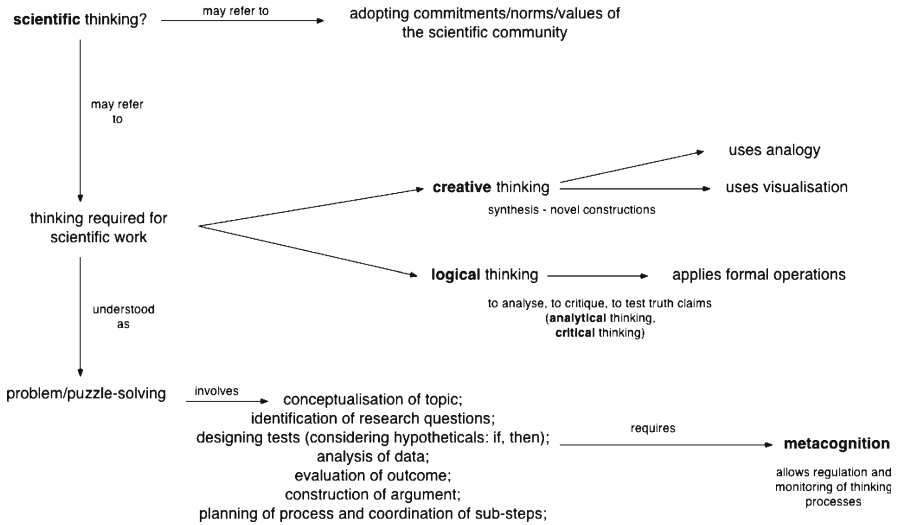 scientific thinking?
may refer to
adopting commitments/norms/values of
the scientific community
may refer
to
thinking required for
scientific work
creative thinking
synthesis - novel constructions
uses analogy
uses visualisation
logical thinking
to analyse, to critique, to test truth claims
(analytical thinking,
critical thinking)
applies formal operations
understood
as
problem/puzzle-solving
involves
conceptualisation of topic;
identification of research questions;
designing tests (considering hypotheticals: if, then);
analysis of data;
evaluation of outcome;
construction of argument;
planning of process and coordination of sub-steps;
requires
metacognition
allows regulation and
monitoring of thinking
processes